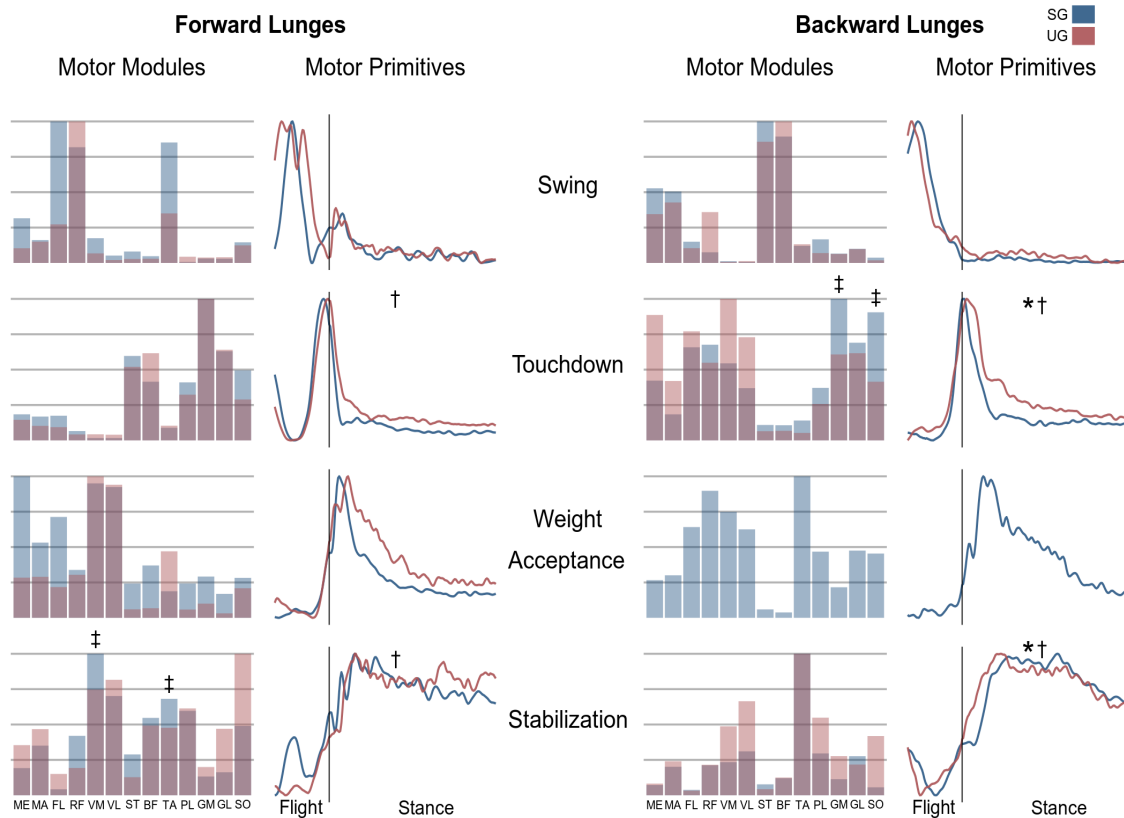 Forward Lunges
Backward Lunges
SG
UG
Motor Modules
Motor Primitives
Motor Modules
Motor Primitives
Swing
‡
‡
†
*†
Touchdown
Weight
Acceptance
‡
‡
†
*†
Stabilization
ME MA FL RF VM VL ST BF TA PL GM GL SO
Flight
Stance
ME MA FL RF VM VL ST BF TA PL GM GL SO
Flight
Stance